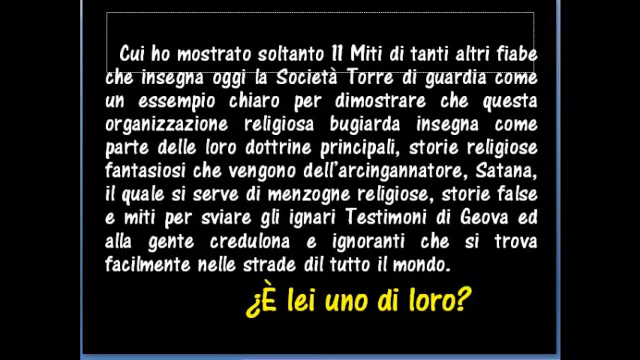 Cui ho mostrato soltanto 11 Miti di tanti altri fiabe
che insegna oggi la Società Torre di guardia come
un essempio chiaro per dimostrare che questa
organizzazione religiosa bugiarda insegna come
parte delle loro dottrine principali, storie religiose
fantasiosi che vengono dell'arcingannatore, Satana,
il quale si serve di menzogne religiose, storie false
e miti per sviare gli ignari Testimoni di Geova ed
alla gente credulona e ignoranti che si trova
facilmente nelle strade dil tutto il mondo.
¿È lei uno di loro?